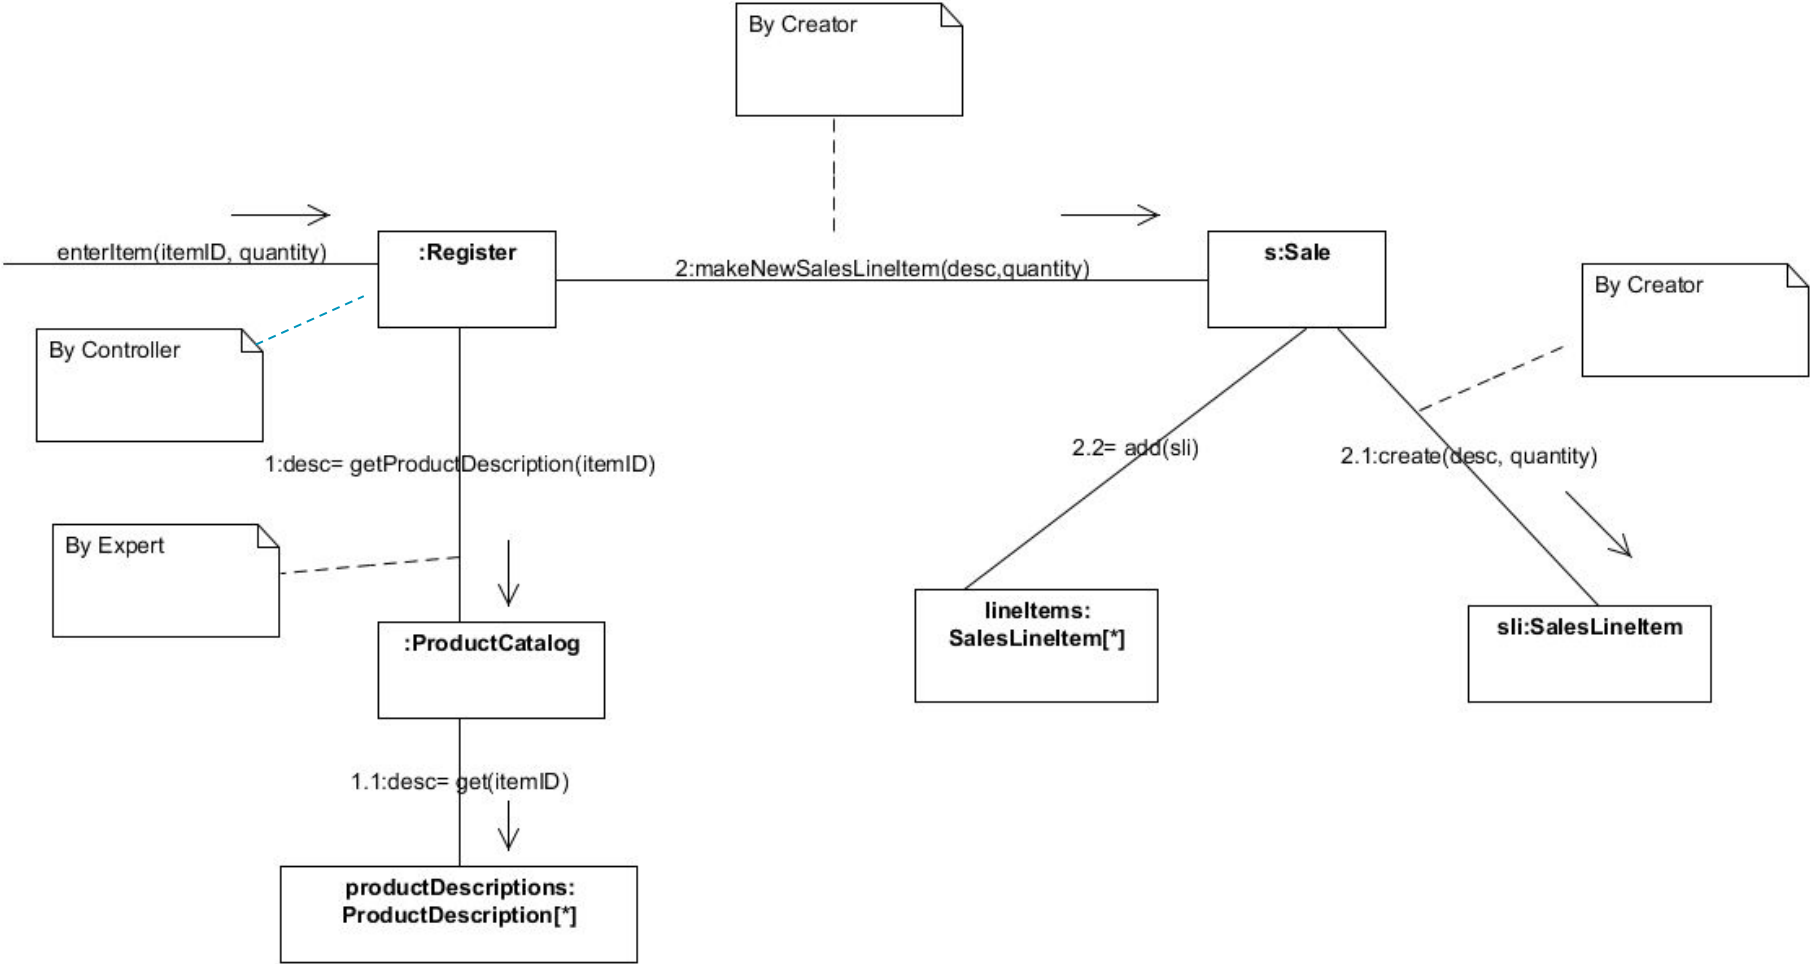 By Creator
enterItem(itemID, quantity)
:Register
2:makeNewSalesLineItem(desc,quantity)
s:Sale
By Creator
By Controller
1:desc= getProductDescription(itemID)
2.2= add(sli)
2.1:create(desc, quantity)
By Expert
:ProductCatalog
lineItems:
SalesLineItem[*]
sli:SalesLineItem
1.1:desc= get(itemID)
productDescriptions:
ProductDescription[*]